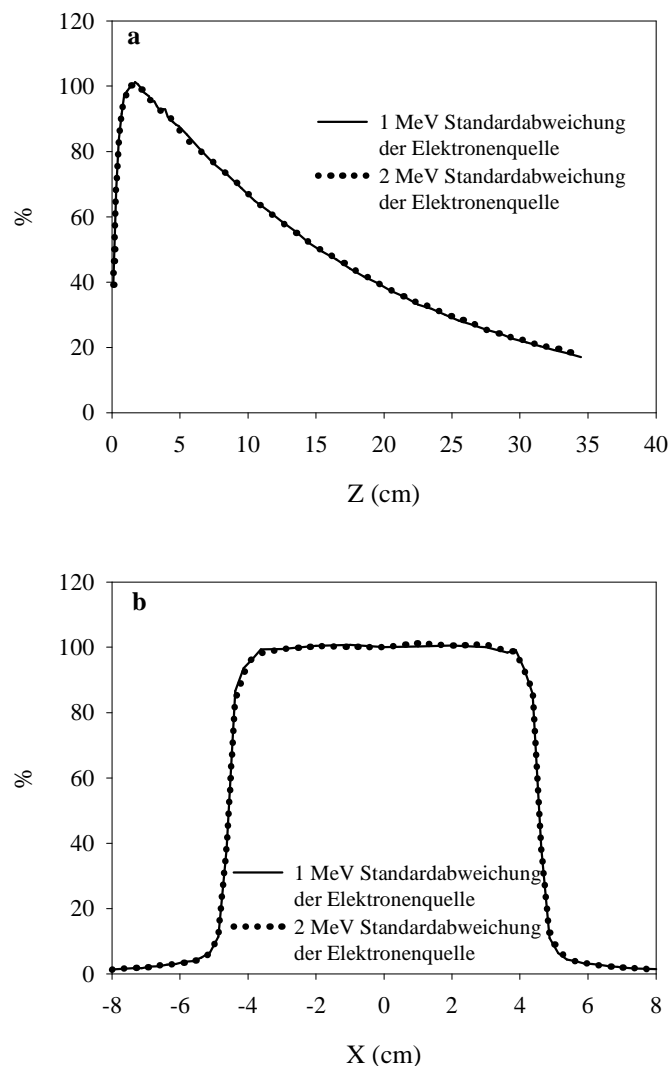 a
120
100
80
60
40
20
0
%
1 MeV Standardabweichung
der Elektronenquelle
2 MeV Standardabweichung
der Elektronenquelle
0 5 10 15 20 25 30 35 40
Z (cm)
b
120
100
80
60
40
20
0
%
1 MeV Standardabweichung
der Elektronenquelle
2 MeV Standardabweichung
der Elektronenquelle
-8 -6 -4 -2 0 2 4 6 8
X (cm)